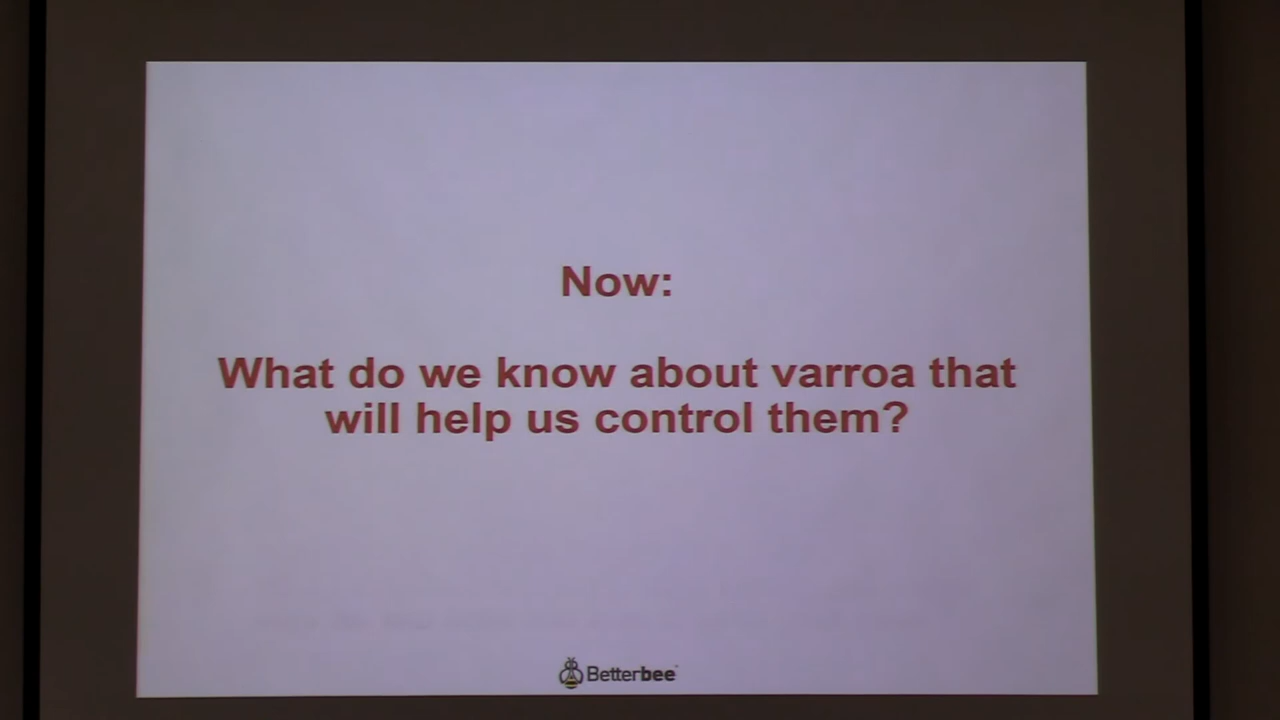 Now:
What do we know about varroa that
will help us control them?
Betterbee